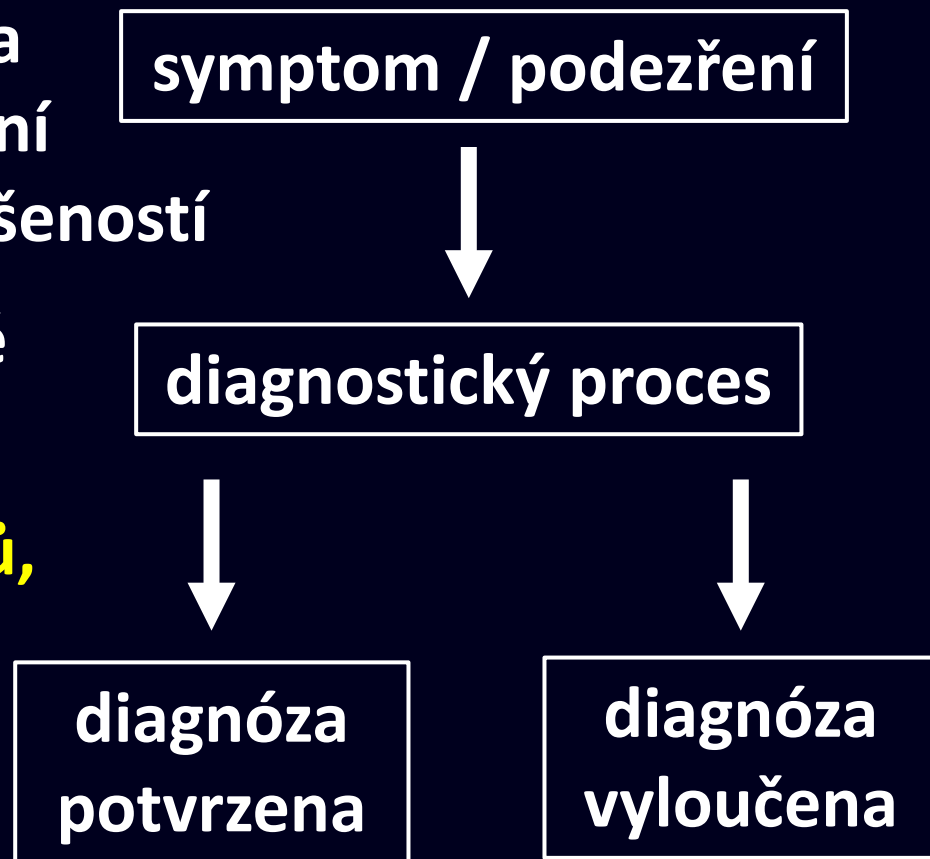 symptom / podezření
diagnostický proces
diagnóza
potvrzena
diagnóza
vyloučena